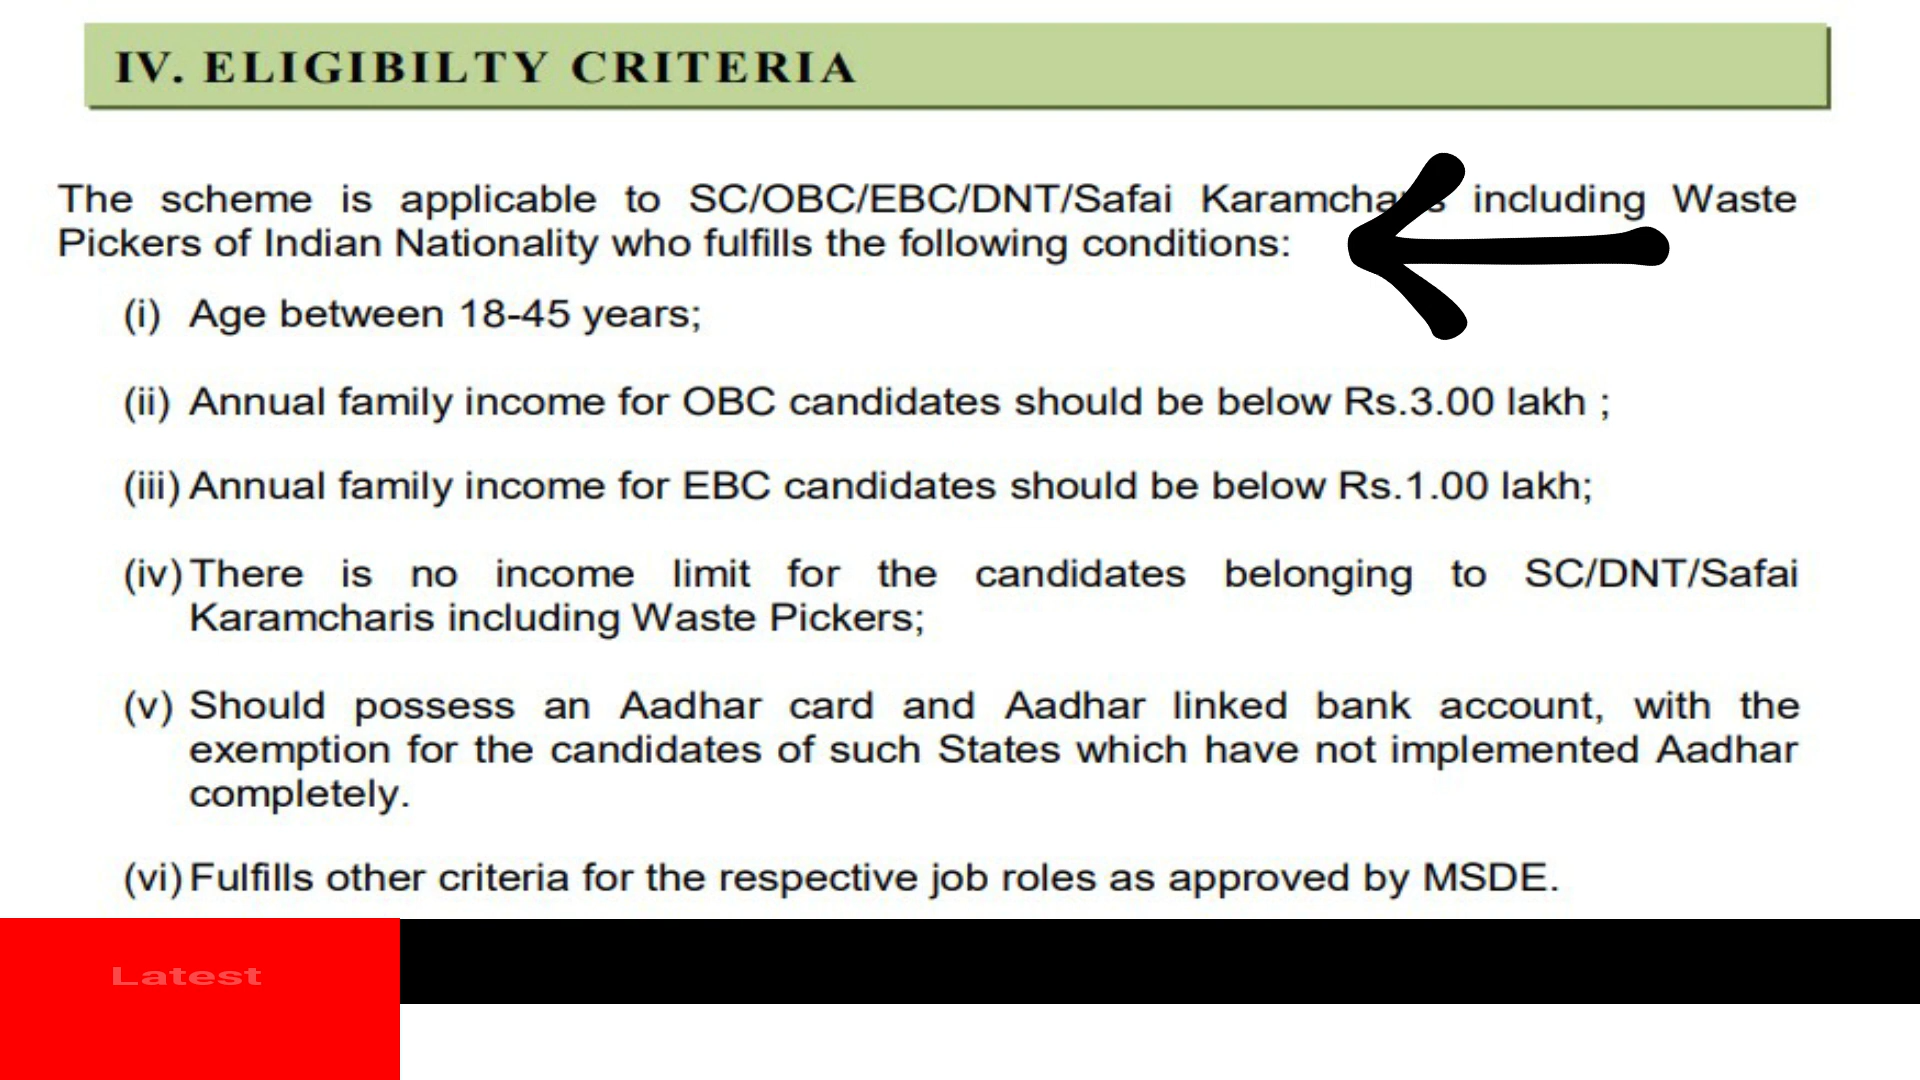 IV. ELIGIBILTY CRITERIA
The scheme is applicable to SC/OBC/EBC/DNT/Safai including Waste
Pickers of Indian Nationality who fulfills the following conditions:
(i) Age between 18-45 years;
(ii) Annual family income for OBC candidates should be below Rs.3.00 lakh ;
(iii) Annual family income for EBC candidates should be below Rs.1.00 lakh;
(iv) There is no income limit for the candidates belonging to SC/DNT/Safai
Karamcharis including Waste Pickers;
(v) Should possess an Aadhar card and Aadhar linked bank account, with the
exemption for the candidates of such States which have not implemented Aadhar
completely.
(vi) Fulfills other criteria for the respective job roles as approved by MSDE.
Latest